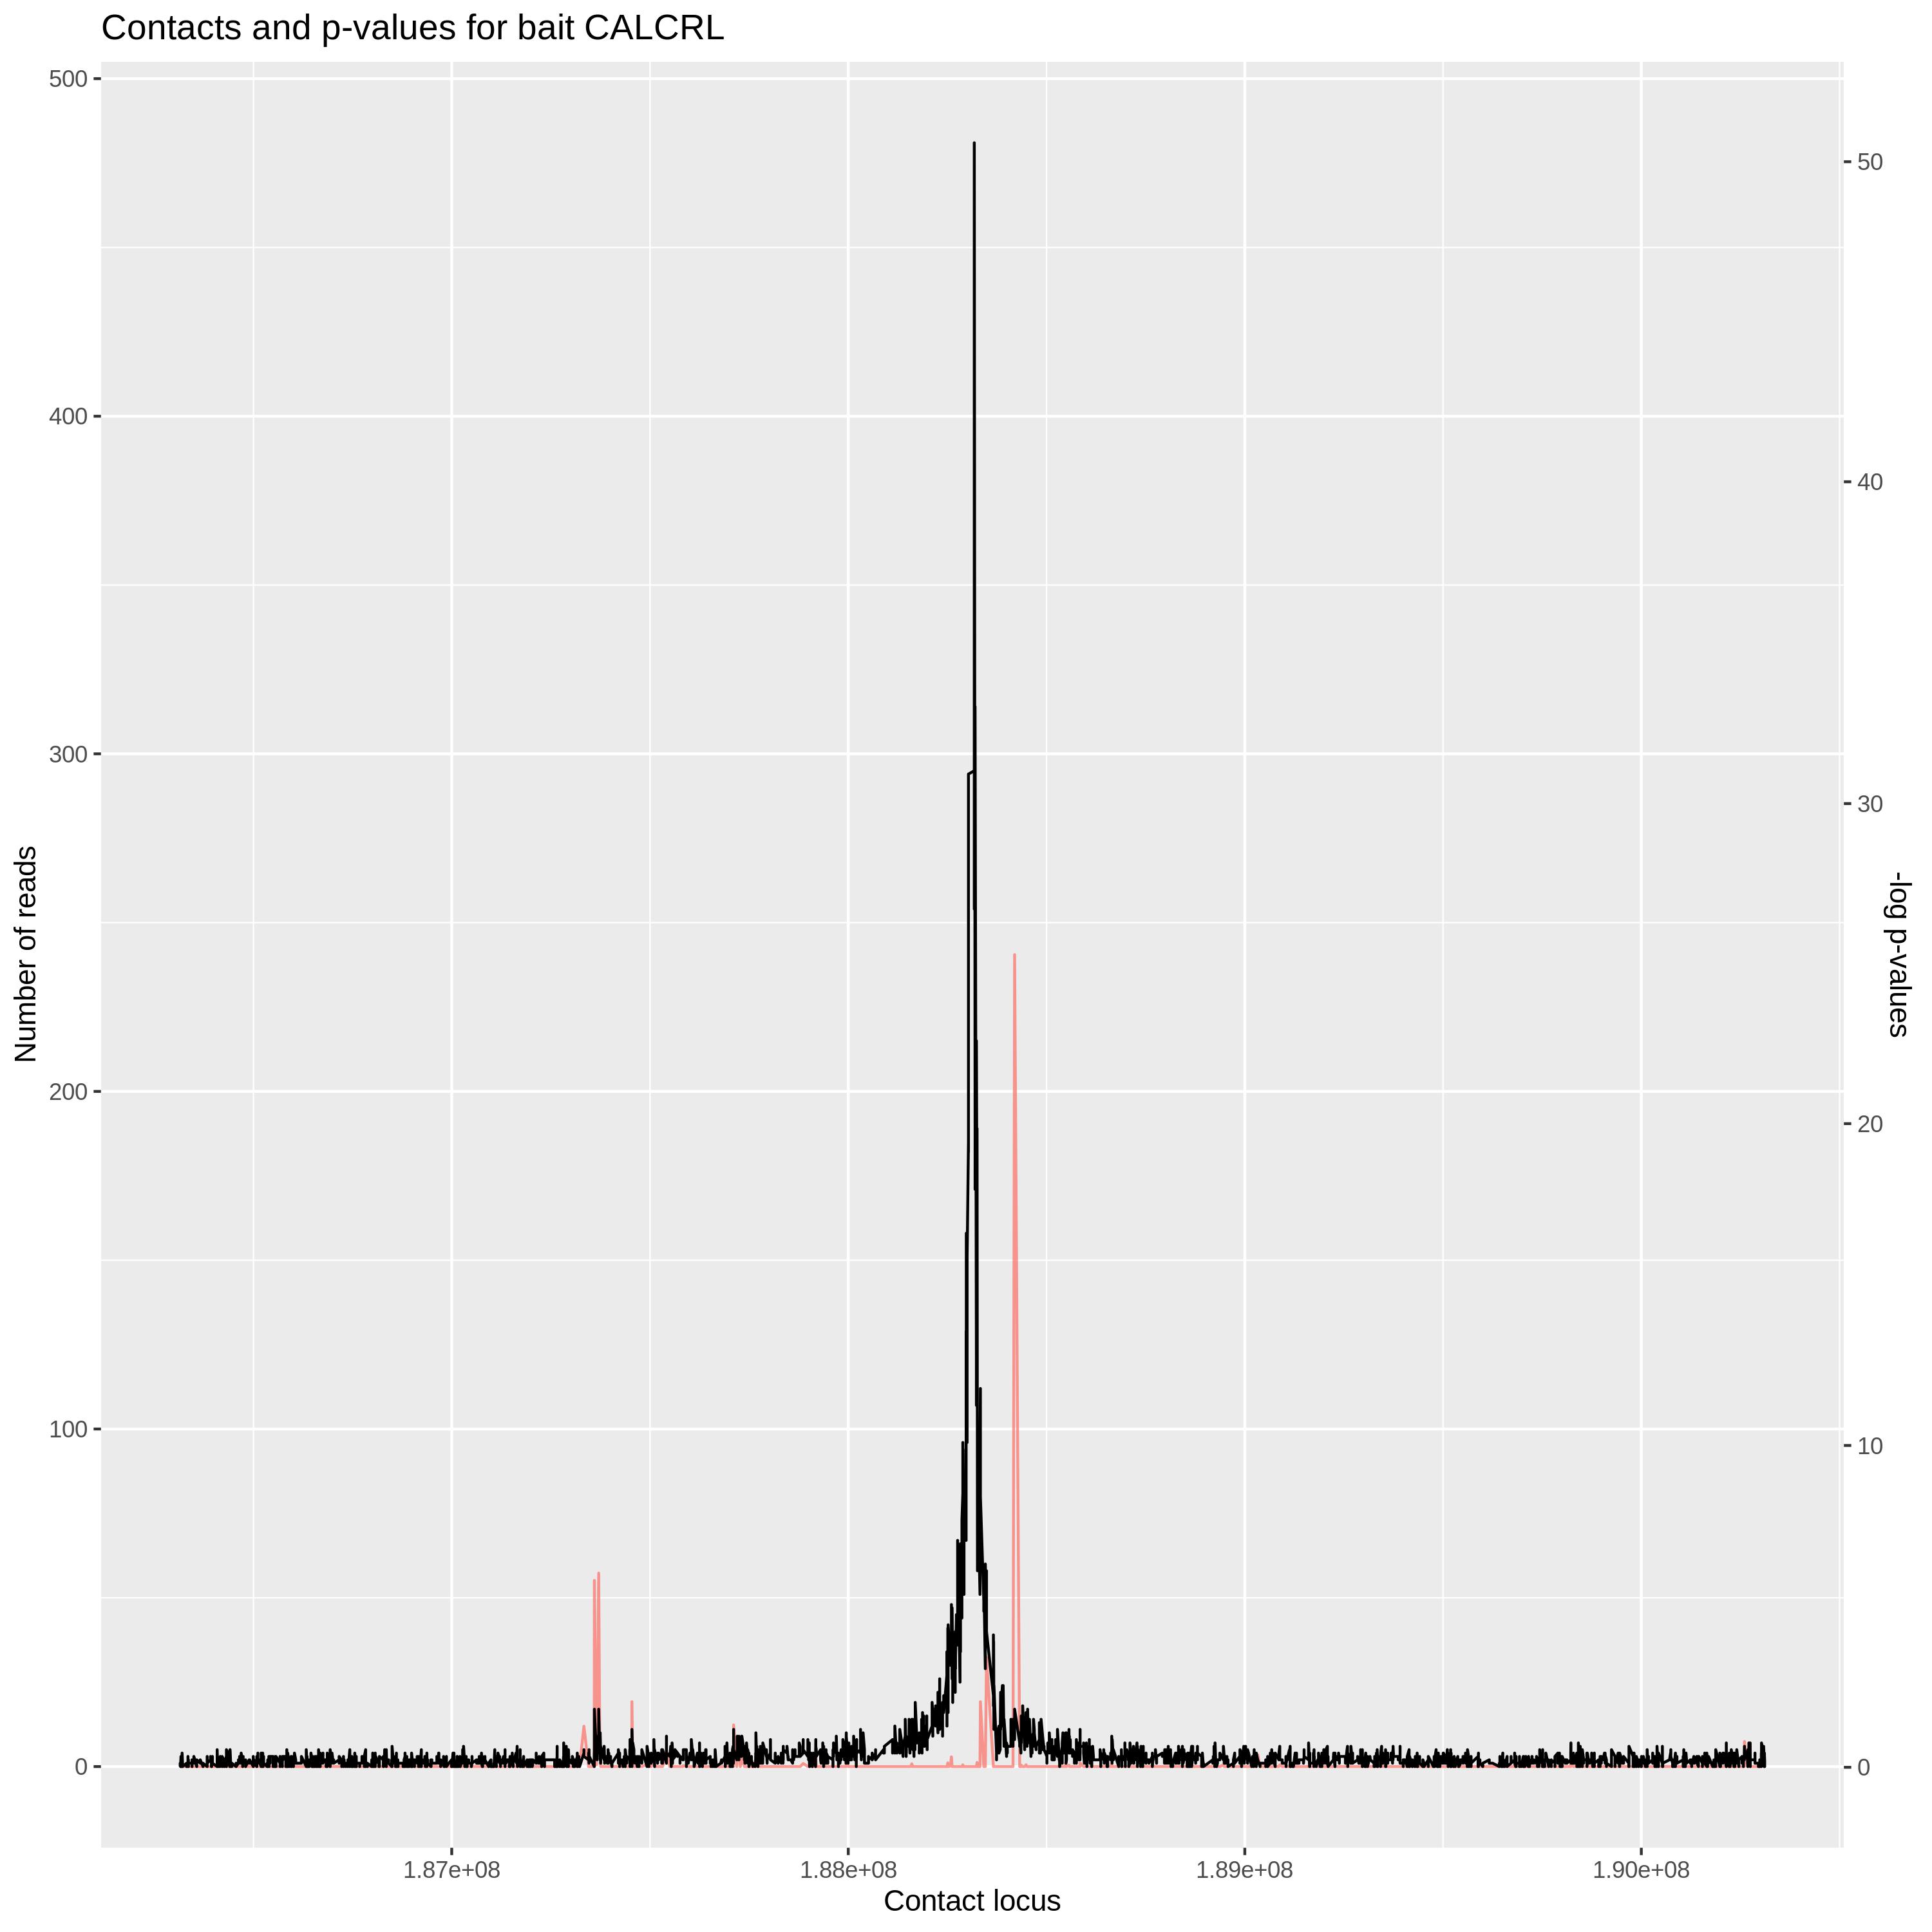 Contacts and p-values for bait CALCRL
500
400
300
200
100
0
Number of reads
50
40
30
20
10
0
-log p-values
1.87e+08 1.88e+08 1.89e+08 1.90e+08
Contact locus